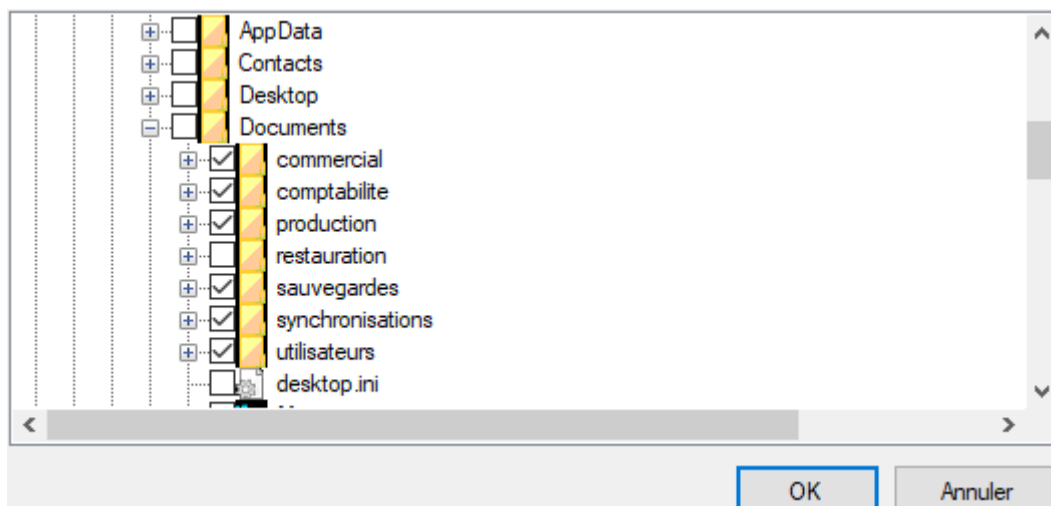 AppData
Contacts
Desktop
Documents
commercial
comptabilite
production
restauration
sauvegardes
synchronisations
utilisateurs
desktop.ini
OK Annuler